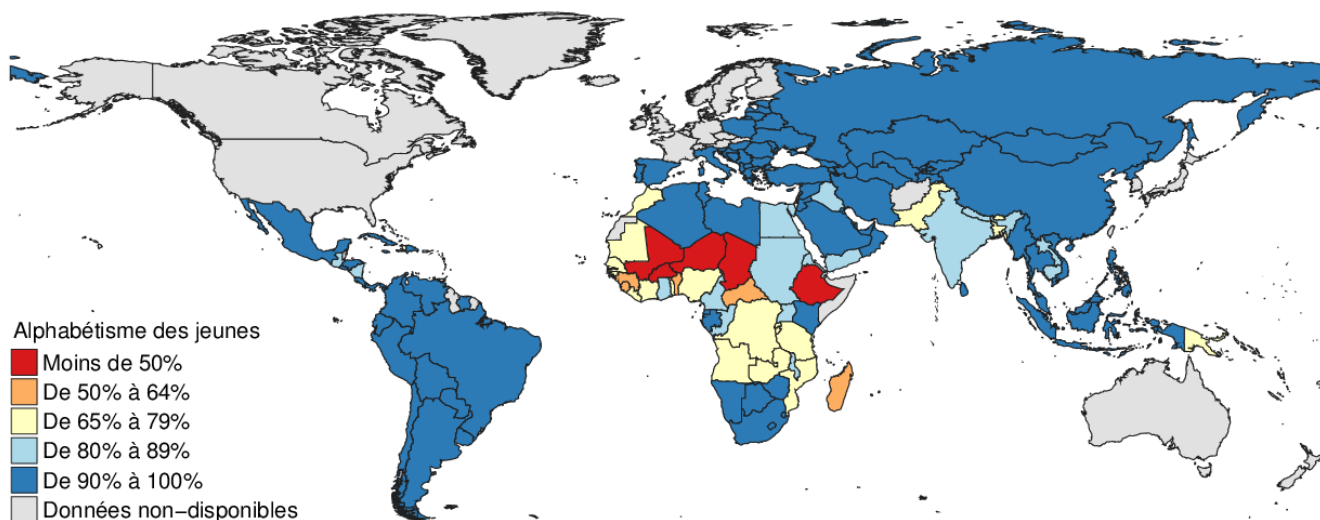 Alphabétisme des jeunes
Moins de 50%
De 50% à 64%
De 65% à 79%
De 80% à 89%
De 90% à 100%
Données non−disponibles